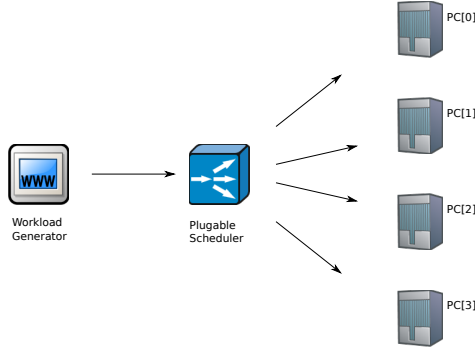 PC[0]
PC[1]
WWW
PC[2]
Workload
Generator
Plugable
Scheduler
PC[3]